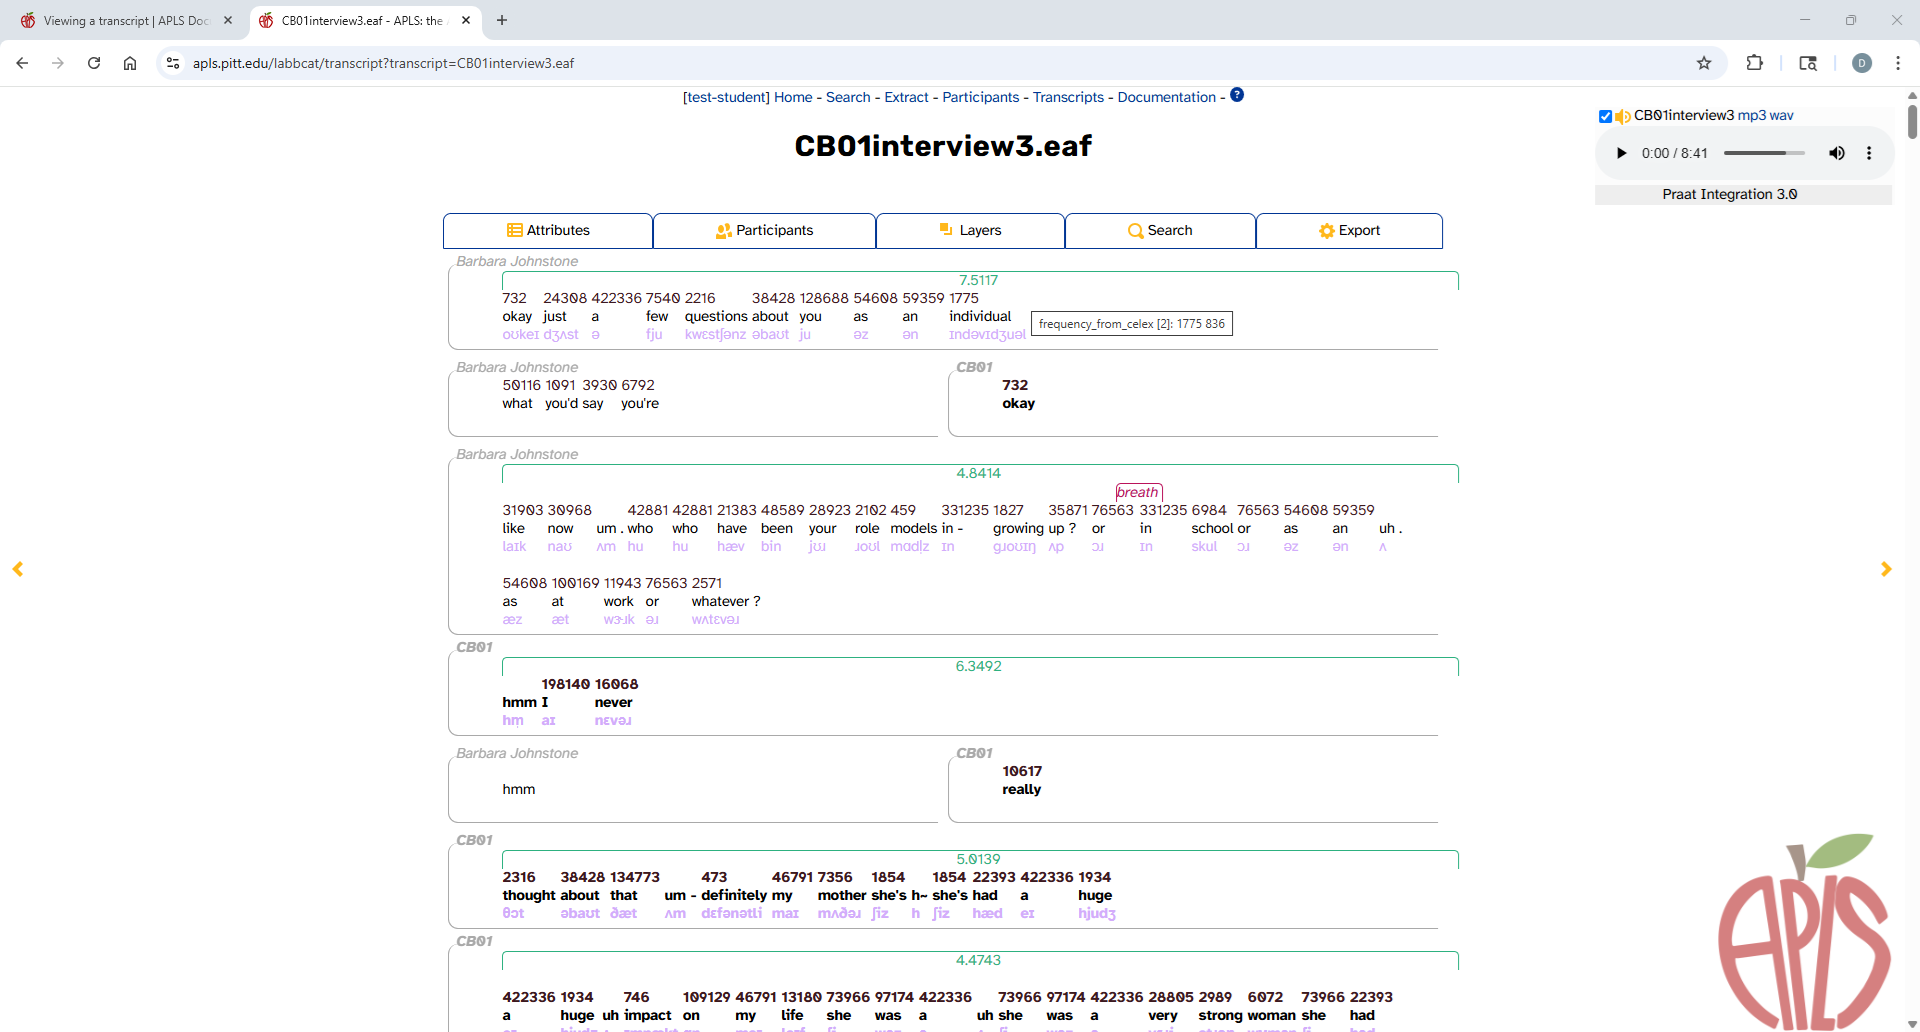 Viewing a transcript | APLS Doc
CB01interview3.eaf - APLS: the
apls.pitt.edu/labbcat/transcript?transcript=CB01interview3.eaf
D
[test-student] Home - Search - Extract - Participants - Transcripts - Documentation - ?
CB01interview3 mp3 wav
CB01interview3.eaf
0:00 / 8:41
Praat Integration 3.0
Attributes Participants Layers Search Export
Barbara Johnstone
7.5117
732 24308 422336 7540 2216 38428 128688 54608 59359 1775
okay just a few questions about you as an individual
oʊkeɪ dʒʌst ə fju kwɛstʃənz əbaʊt ju əz ən ɪndəvɪdʒuəl
frequency_from_celex [2]: 1775 836
Barbara Johnstone CB01
50116 1091 3930 6792 732
what you'd say you're okay
Barbara Johnstone
4.8414
breath
31903 30968 42881 42881 21383 48589 28923 2102 459 331235 1827 35871 76563 331235 6984 76563 54608 59359
like now um . who who have been your role models in - growing up ? or in school or as an uh .
laɪk naʊ ʌm hu hu hæv bin jʊɹ ɹoʊl mɑdl̩z ɪn ɡɹoʊɪŋ ʌp ɔɹ ɪn skul ɔɹ əz ən ʌ
54608 100169 11943 76563 2571
as at work or whatever ?
æz æt wɝɹk əɹ wʌtɛvəɹ
CB01
6.3492
198140 16068
hmm I never
hm̩ aɪ nɛvəɹ
Barbara Johnstone CB01
10617
hmm really
CB01
5.0139
2316 38428 134773 473 46791 7356 1854 1854 22393 422336 1934
thought about that um - definitely my mother she's h~ she's had a huge
θɔt əbaʊt ðæt ʌm dɛfənətli maɪ mʌðəɹ ʃiz h ʃiz hæd eɪ hjudʒ
CB01
4.4743
422336 1934 746 109129 46791 13180 73966 97174 422336 73966 97174 422336 28805 2989 6072 73966 22393
a huge uh impact on my life she was a uh she was a very strong woman she had
APLS